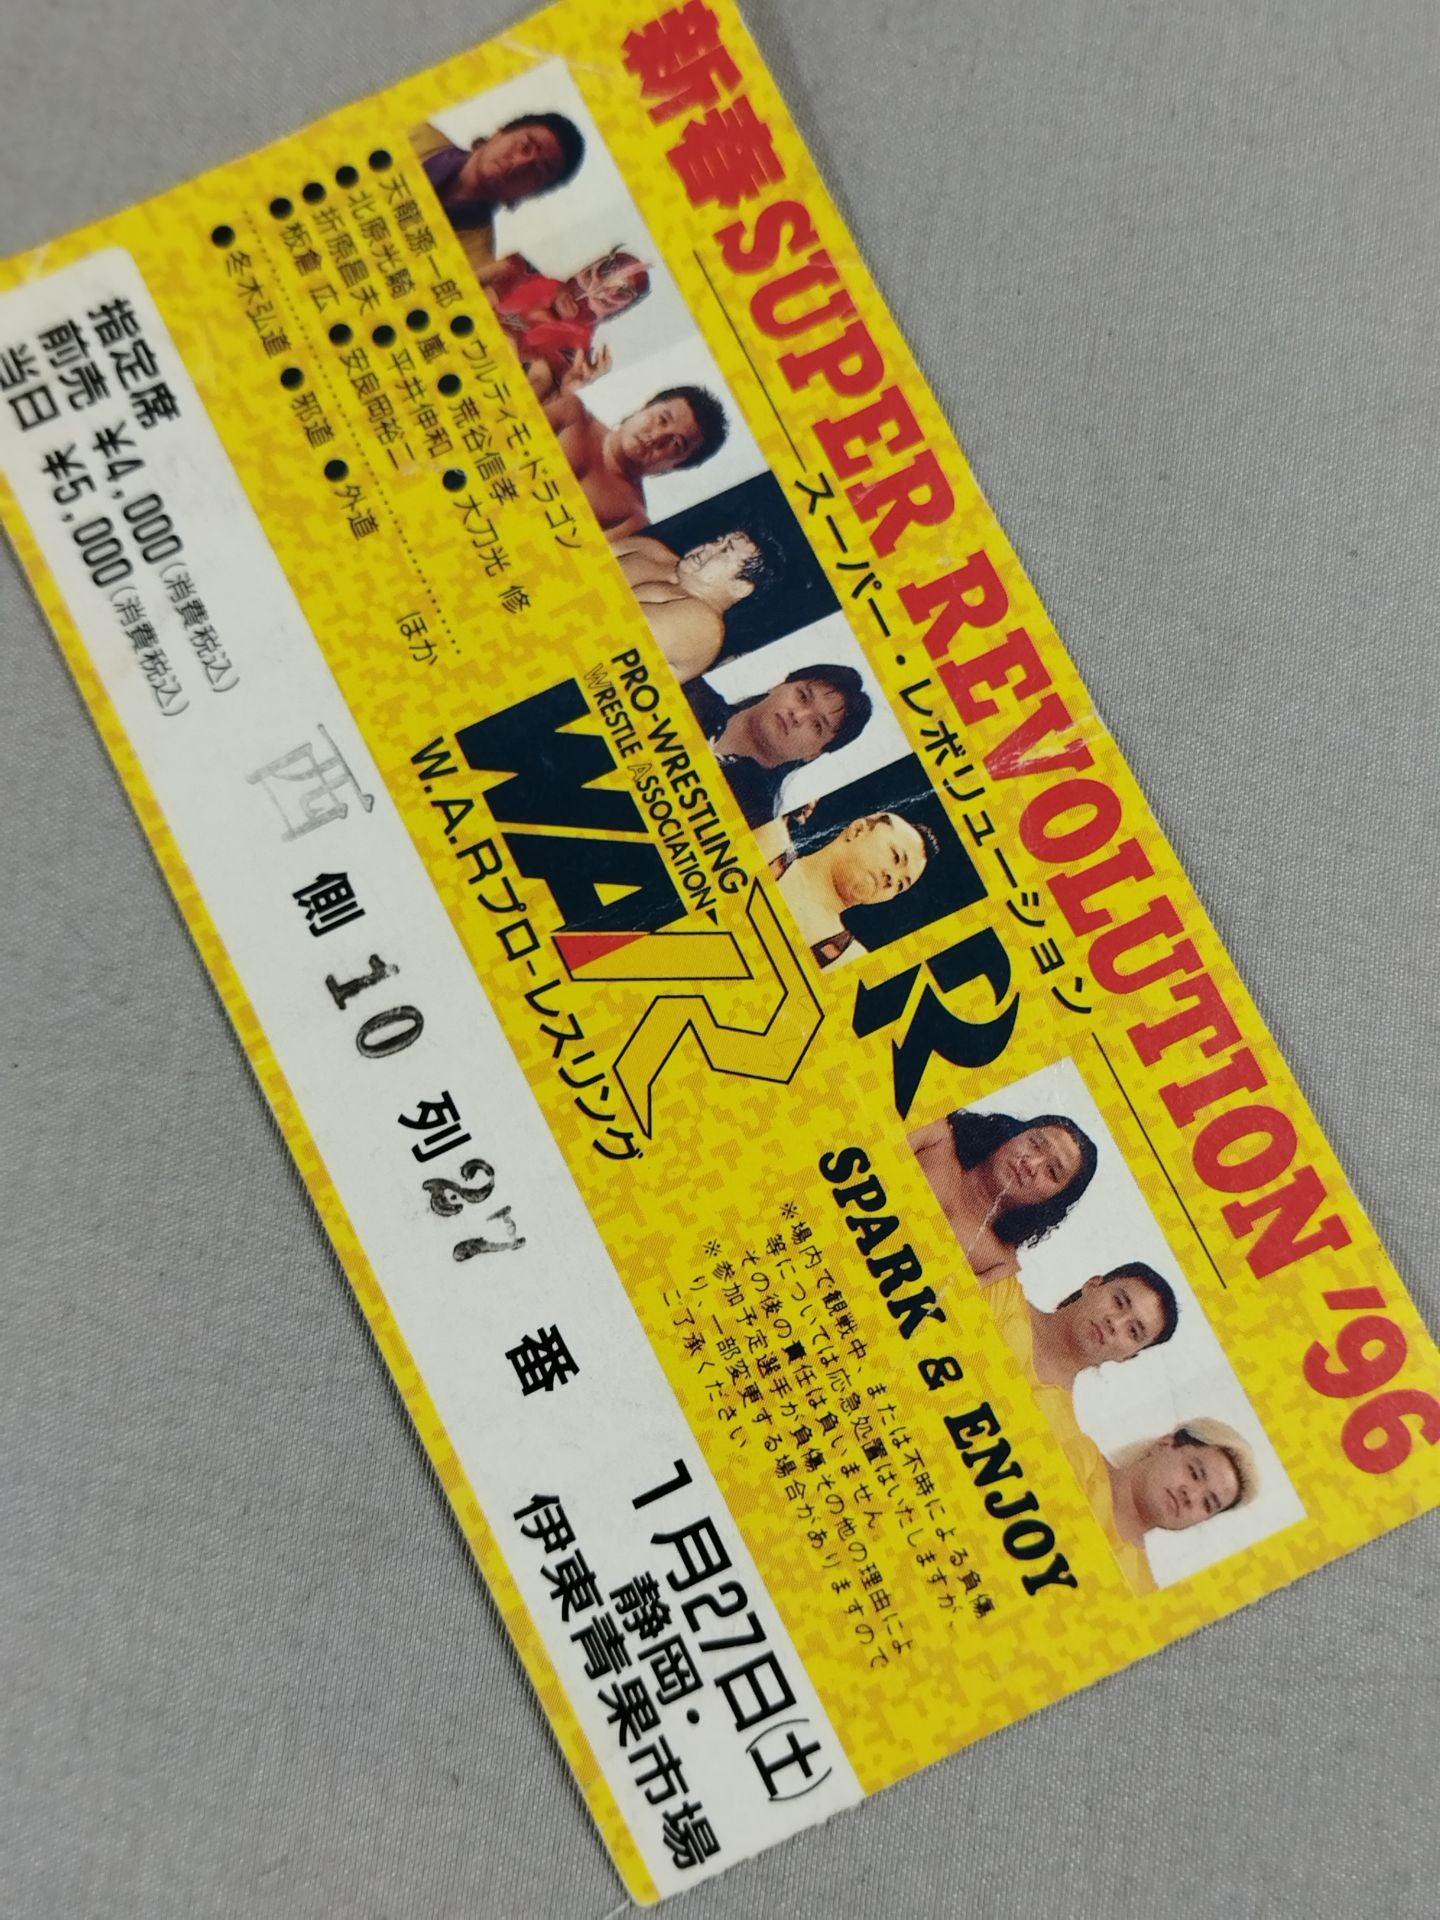 新春SUPER REVOLUTION '96
スーパー・レボリューション
●天龍源一郎 ●ウルティモ・ドラゴン
●北原光騎 ●嵐 ●荒谷信孝
●折原昌夫 ●平井伸和 ●大刀光 修
●板倉 広 ●安良岡裕二
●冬木弘道 ●邪道 ●外道
ほか
PRO-WRESTLING
WRESTLE ASSOCIATION
WAR
W.A.Rプロ-レスリング
R
SPARK & ENJOY
※場内で観戦中、または不時による負傷
等については応急処置はいたしますが、
その後の責任は負いません。
※参加予定選手が負傷その他の理由によ
り、一部変更する場合がありますので
ご了承ください
指定席
前売 ¥4,000(消費税込)
当日 ¥5,000(消費税込)
西側10列27番
1月27日(土)
静岡・
伊東青果市場